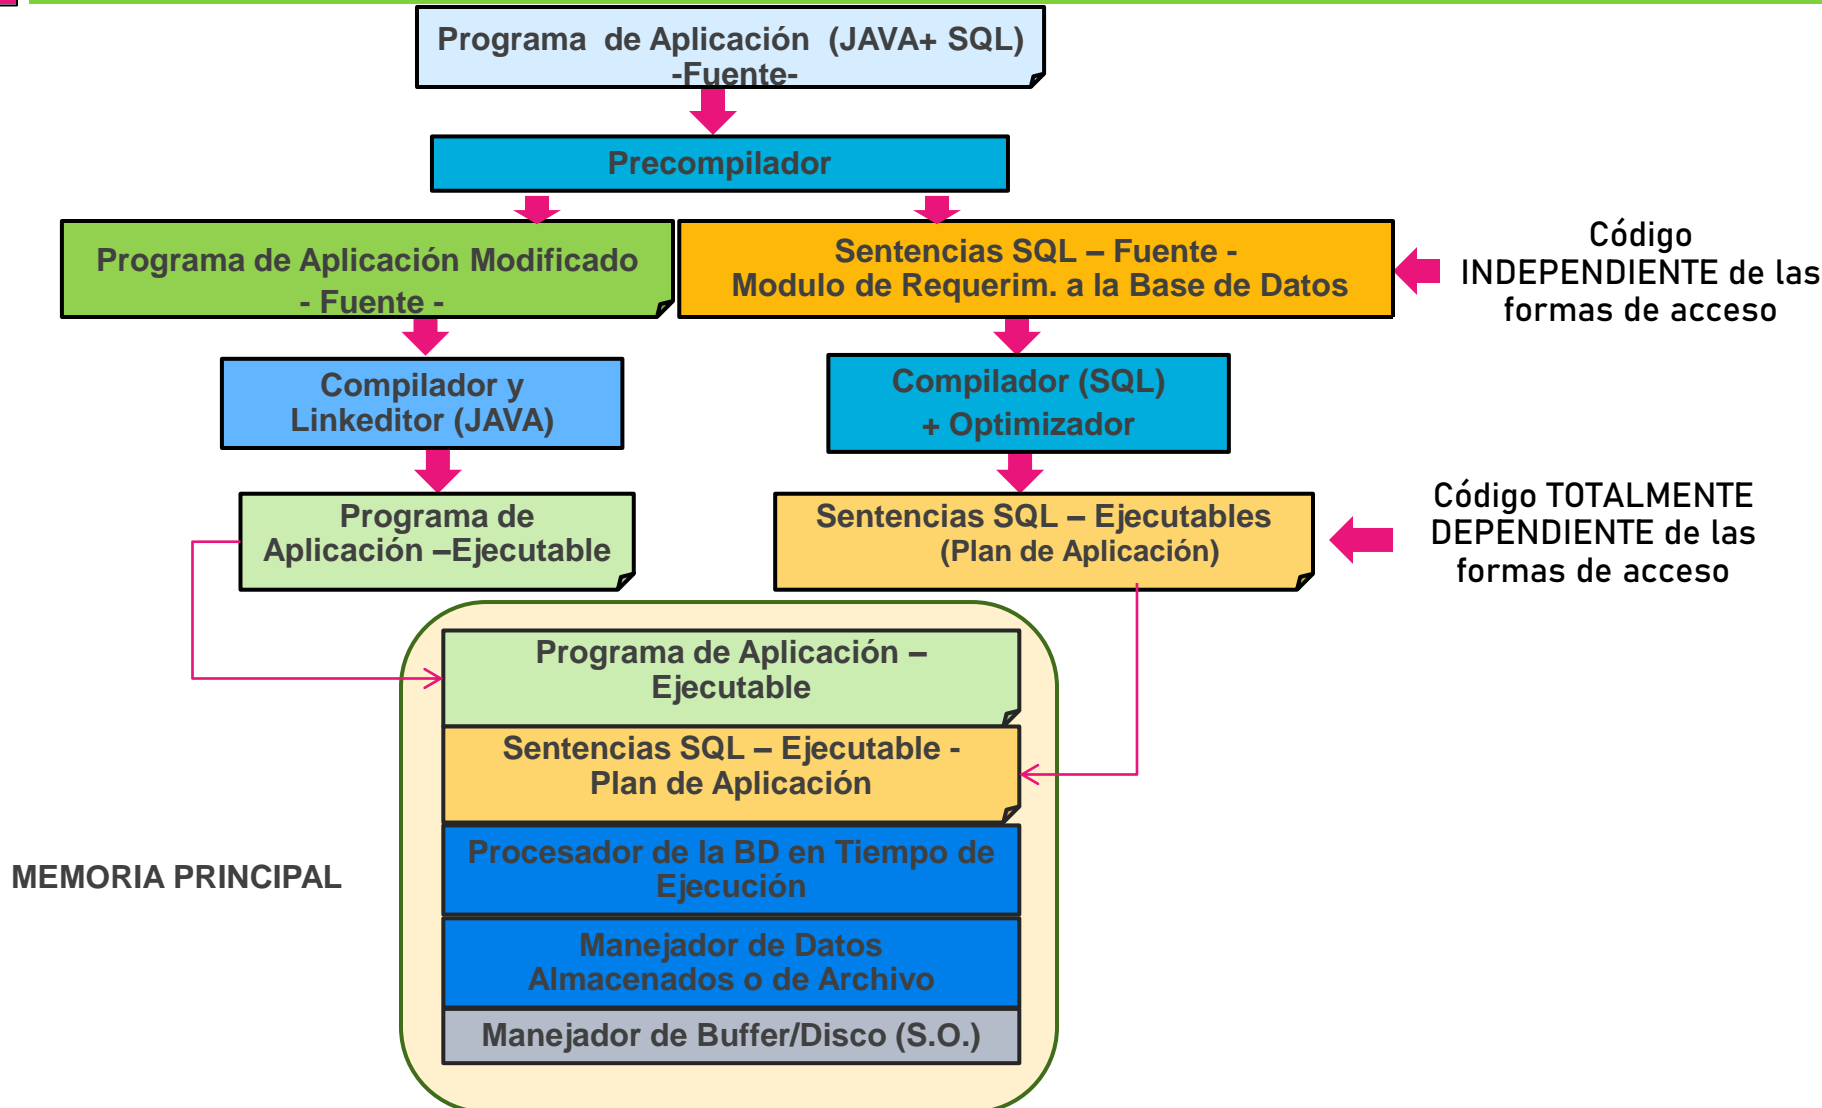 Programa de Aplicación (JAVA+ SQL)
-Fuente-
Precompilador
Programa de Aplicación Modificado
- Fuente -
Sentencias SQL – Fuente -
Modulo de Requerim. a la Base de Datos
Código
INDEPENDIENTE de las
formas de acceso
Compilador y
Linkeditor (JAVA)
Compilador (SQL)
+ Optimizador
Programa de
Aplicación –Ejecutable
Sentencias SQL – Ejecutables
(Plan de Aplicación)
Código TOTALMENTE
DEPENDIENTE de las
formas de acceso
Programa de Aplicación –
Ejecutable
Sentencias SQL – Ejecutable -
Plan de Aplicación
Procesador de la BD en Tiempo de
Ejecución
MEMORIA PRINCIPAL
Manejador de Datos
Almacenados o de Archivo
Manejador de Buffer/Disco (S.O.)